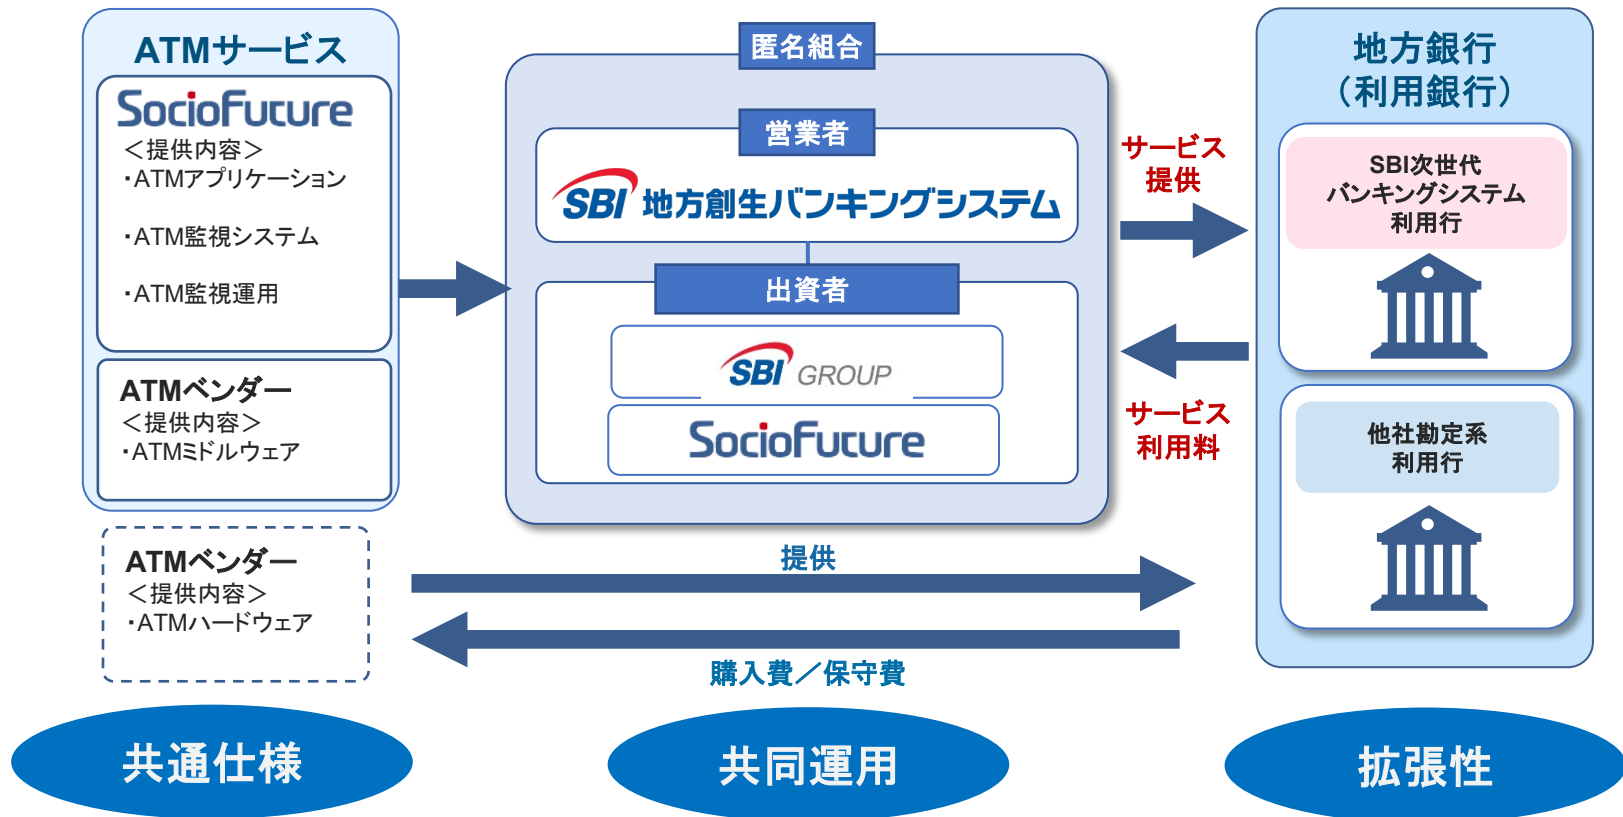 ATMサービス
SocioFuture
＜提供内容＞
・ATMアプリケーション
・ATM監視システム
・ATM監視運用
ATMベンダー
＜提供内容＞
・ATMミドルウェア
ATMベンダー
＜提供内容＞
・ATMハードウェア
匿名組合
営業者
SBI 地方創生バンキングシステム
出資者
SBI GROUP
SocioFuture
サービス
提供
サービス
利用料
地方銀行
（利用銀行）
SBI次世代
バンキングシステム
利用行
他社勘定系
利用行
提供
購入費／保守費
共通仕様
共同運用
拡張性